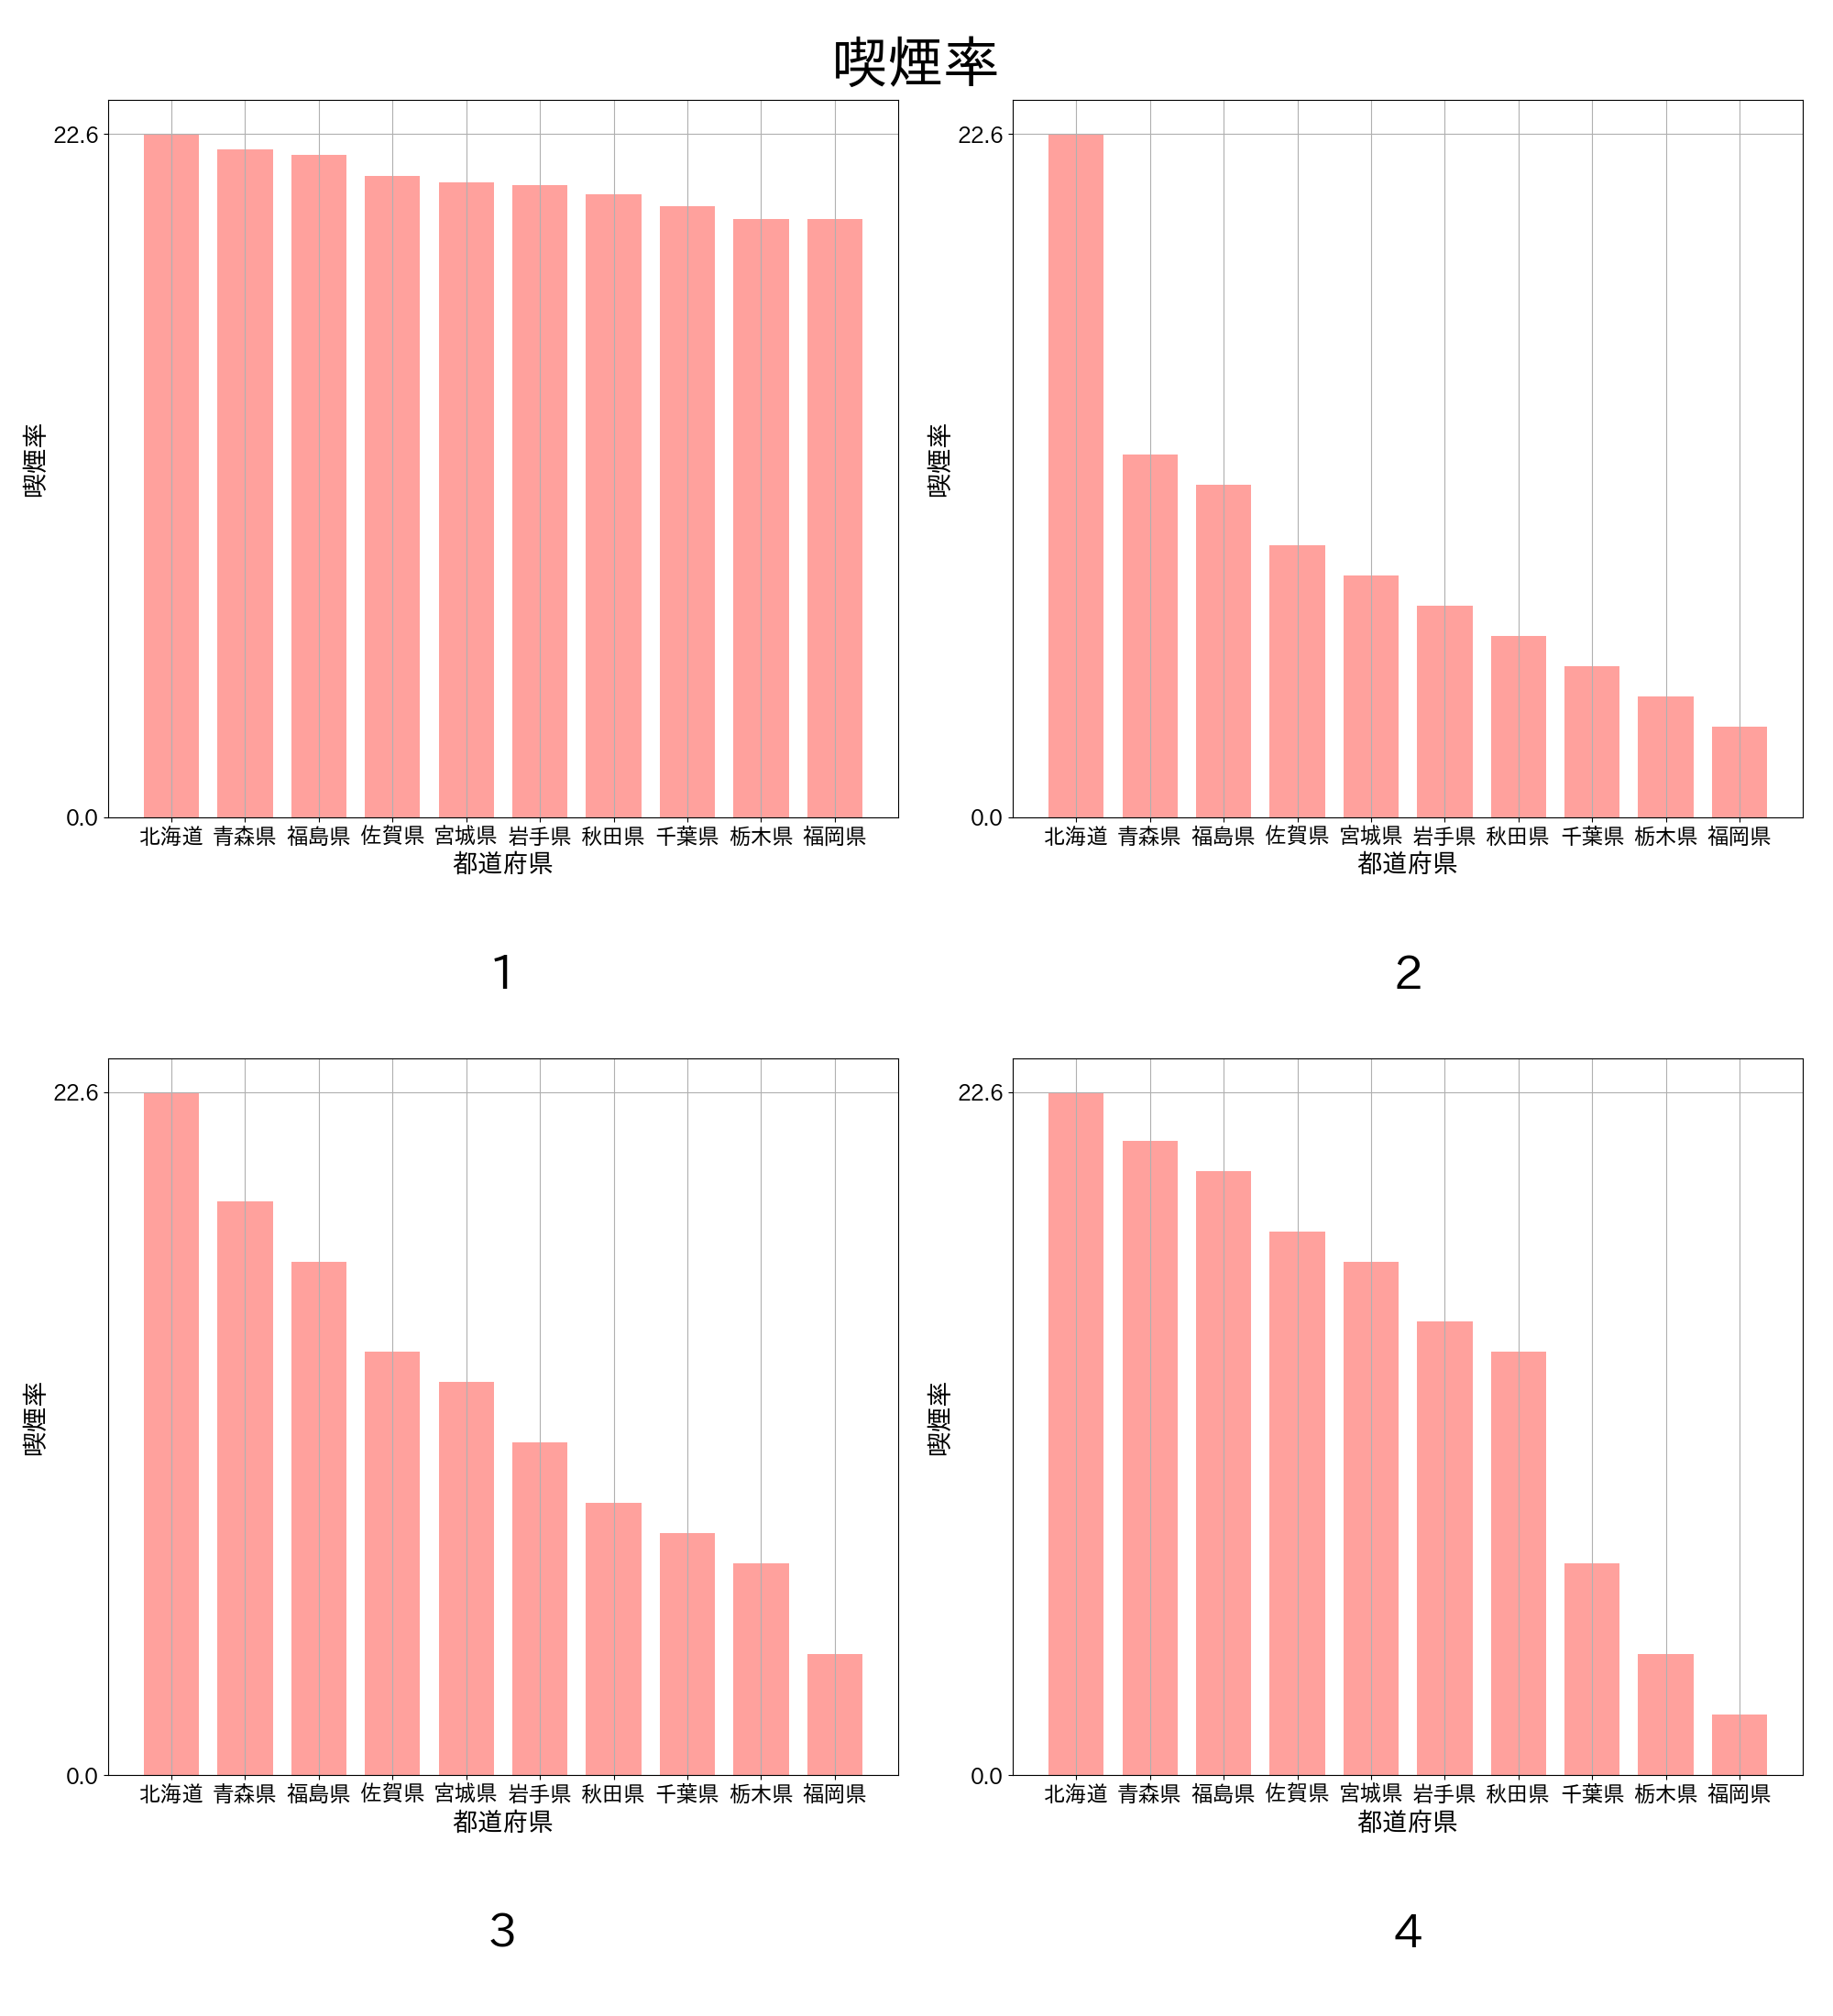 喫煙率
22.6
0.0
喫煙率
北海道 青森県 福島県 佐賀県 宮城県 岩手県 秋田県 千葉県 栃木県 福岡県
都道府県
1
22.6
0.0
喫煙率
北海道 青森県 福島県 佐賀県 宮城県 岩手県 秋田県 千葉県 栃木県 福岡県
都道府県
2
22.6
0.0
喫煙率
北海道 青森県 福島県 佐賀県 宮城県 岩手県 秋田県 千葉県 栃木県 福岡県
都道府県
3
22.6
0.0
喫煙率
北海道 青森県 福島県 佐賀県 宮城県 岩手県 秋田県 千葉県 栃木県 福岡県
都道府県
4